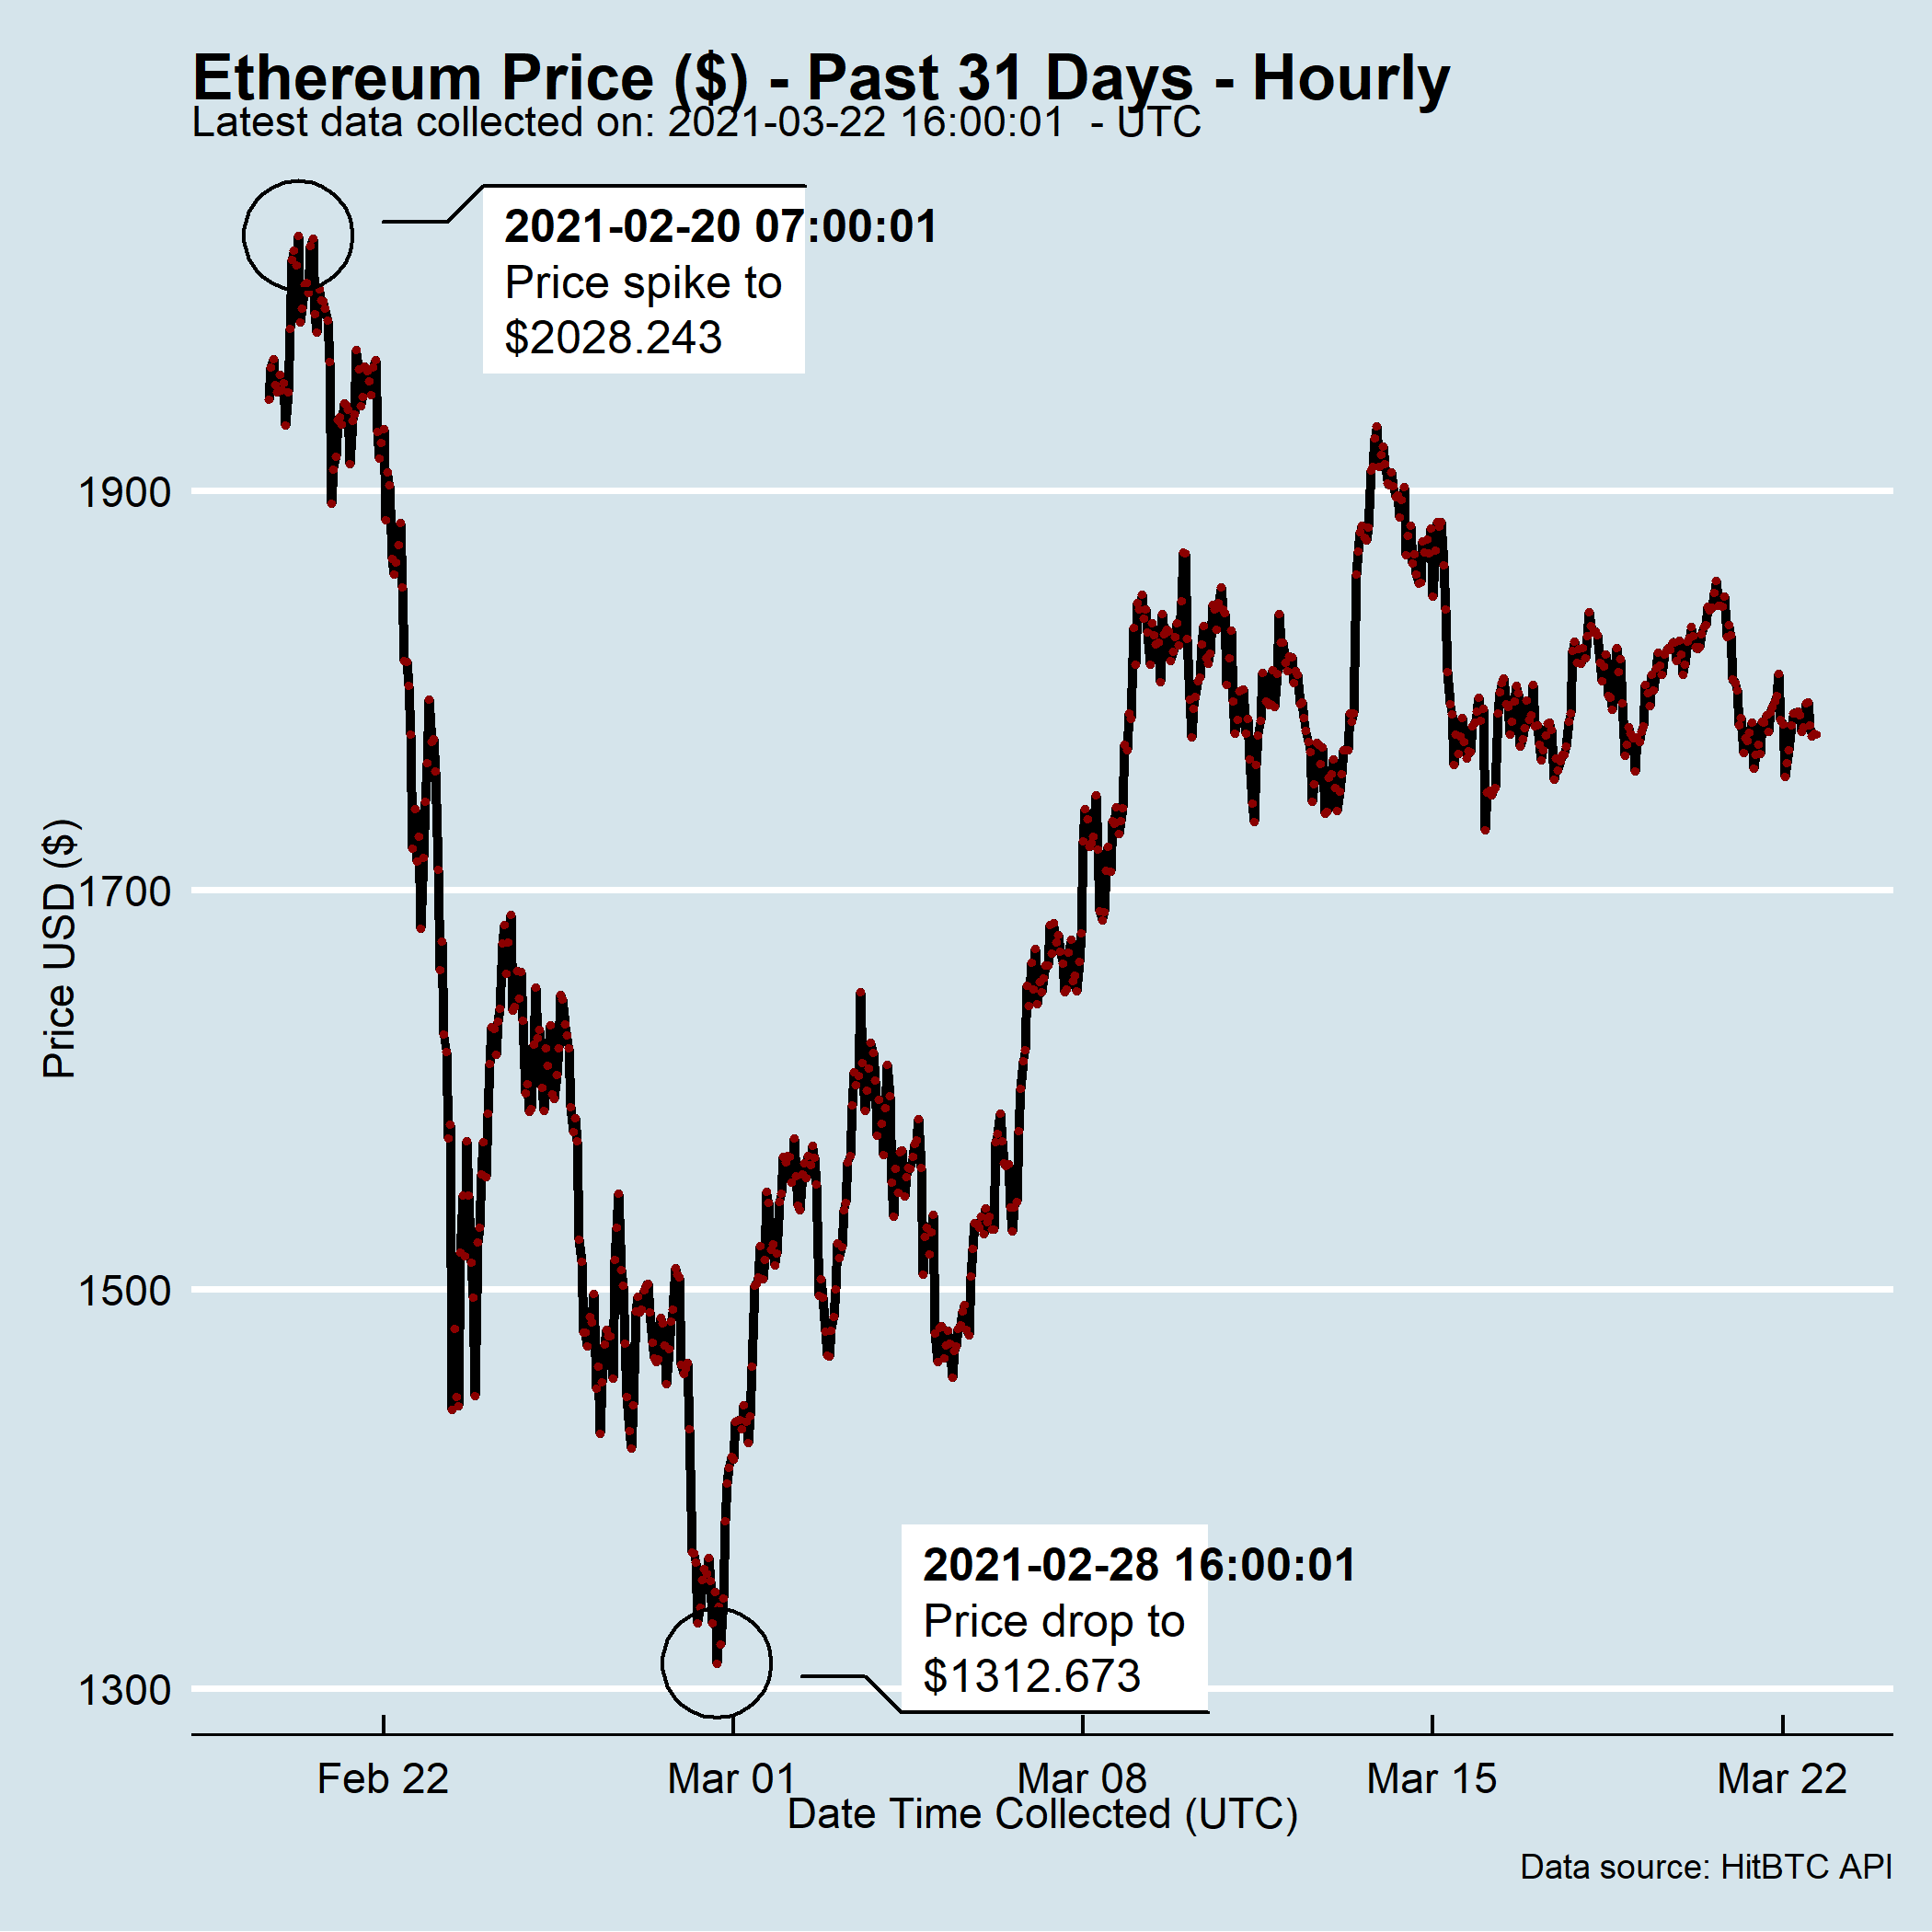 Ethereum Price ($) - Past 31 Days - Hourly
Latest data collected on: 2021-03-22 16:00:01  - UTC
2021-02-20 07:00:01
Price spike to
$2028.243
1900
1700
1500
1300
Price USD ($)
2021-02-28 16:00:01
Price drop to
$1312.673
Feb 22
Mar 01
Mar 08
Mar 15
Mar 22
Date Time Collected (UTC)
Data source: HitBTC API